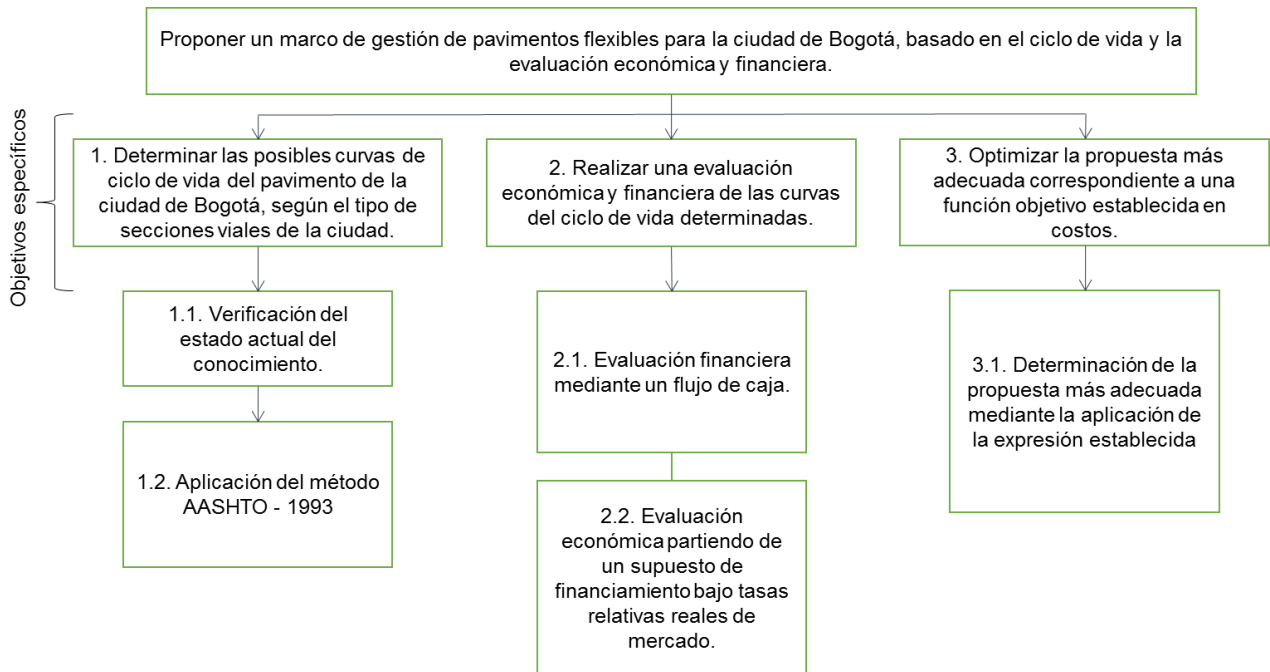 Proponer un marco de gestión de pavimentos flexibles para la ciudad de Bogotá, basado en el ciclo de vida y la
evaluación económica y financiera.
Objetivos específicos
1. Determinar las posibles curvas de
ciclo de vida del pavimento de la
ciudad de Bogotá, según el tipo de
secciones viales de la ciudad.
2. Realizar una evaluación
económica y financiera de las curvas
del ciclo de vida determinadas.
3. Optimizar la propuesta más
adecuada correspondiente a una
función objetivo establecida en
costos.
1.1. Verificación del
estado actual del
conocimiento.
1.2. Aplicación del método
AASHTO - 1993
2.1. Evaluación financiera
mediante un flujo de caja.
2.2. Evaluación
económica partiendo de
un supuesto de
financiamiento bajo tasas
relativas reales de
mercado.
3.1. Determinación de la
propuesta más adecuada
mediante la aplicación de
la expresión establecida